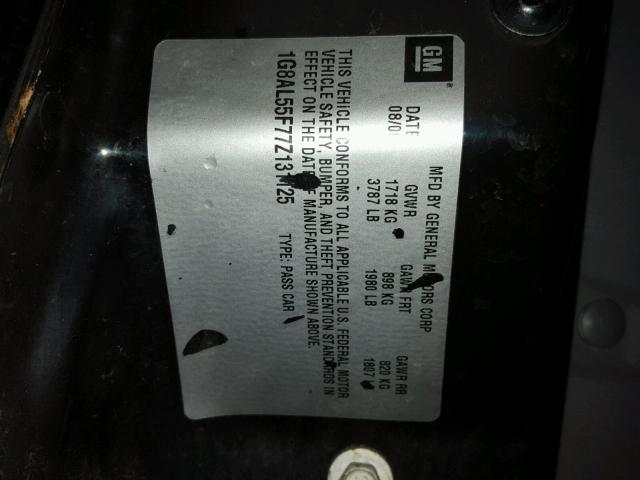 GM
MFD BY GENERAL MOTORS CORP
DATE GVWR GAWR FRT GAWR RR
08/0 1718 KG 898 KG 820 KG
3787 LB 1980 LB 1807
THIS VEHICLE CONFORMS TO ALL APPLICABLE U.S. FEDERAL MOTOR
VEHICLE SAFETY, BUMPER, AND THEFT PREVENTION STANDARDS IN
EFFECT ON THE DATE OF MANUFACTURE SHOWN ABOVE.
TYPE: PASS CAR